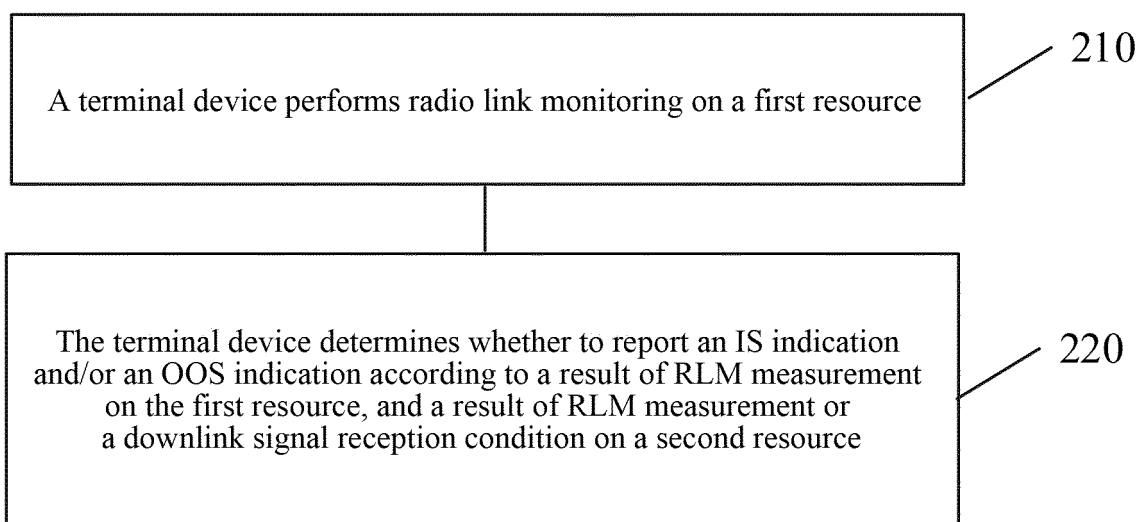 A terminal device performs radio link monitoring on a first resource
210
The terminal device determines whether to report an IS indication
and/or an OOS indication according to a result of RLM measurement
on the first resource, and a result of RLM measurement or
a downlink signal reception condition on a second resource
220